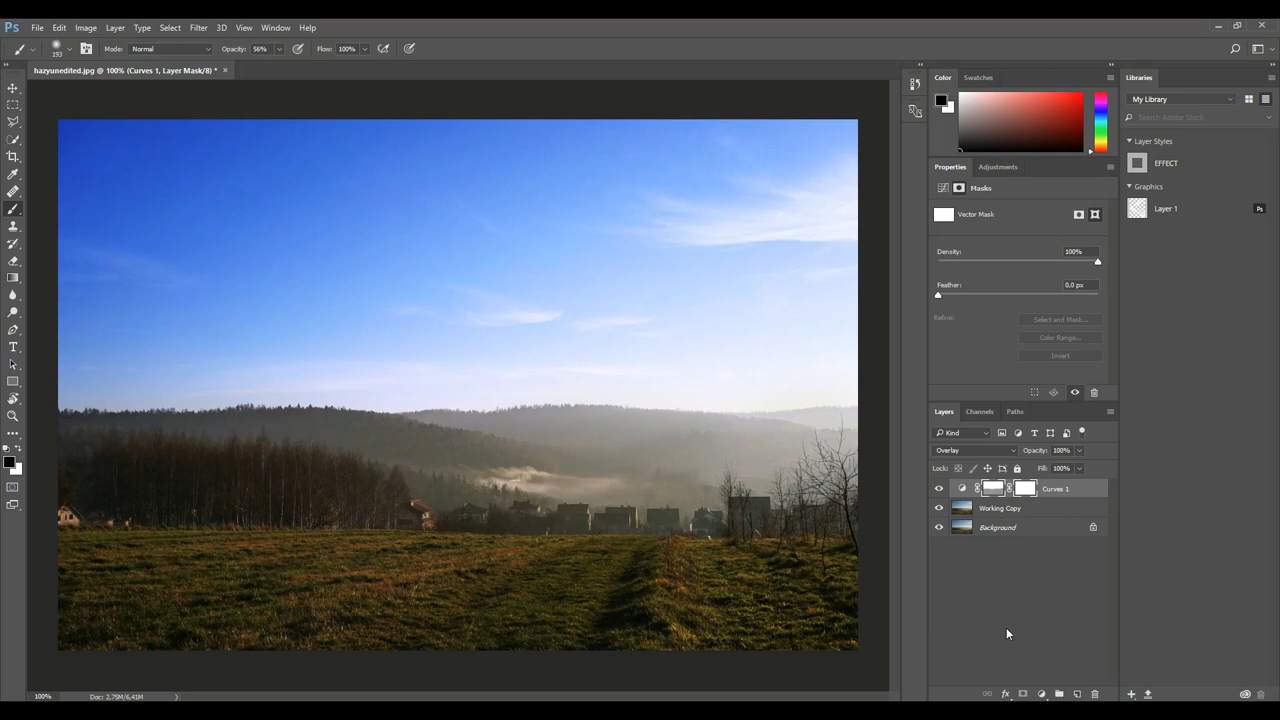 Ps File Edit Image Layer Type Select Filter 3D View Window Help
193 Mode: Normal Opacity: 56% Flow: 100%
hazyunedited.jpg @ 100% (Curves 1, Layer Mask/8) * ×
Color Swatches
Libraries
My Library
Search Adobe Stock
Layer Styles
EFFECT
Graphics
Layer 1 Ps
Properties Adjustments
Masks
Vector Mask
Density: 100%
Feather: 0,0 px
Refine: Select and Mask...
Color Range...
Invert
Layers Channels Paths
Kind
Overlay Opacity: 100%
Lock: Fill: 100%
Curves 1
Working Copy
Background
fx
100% Doc: 2,75M/6,41M